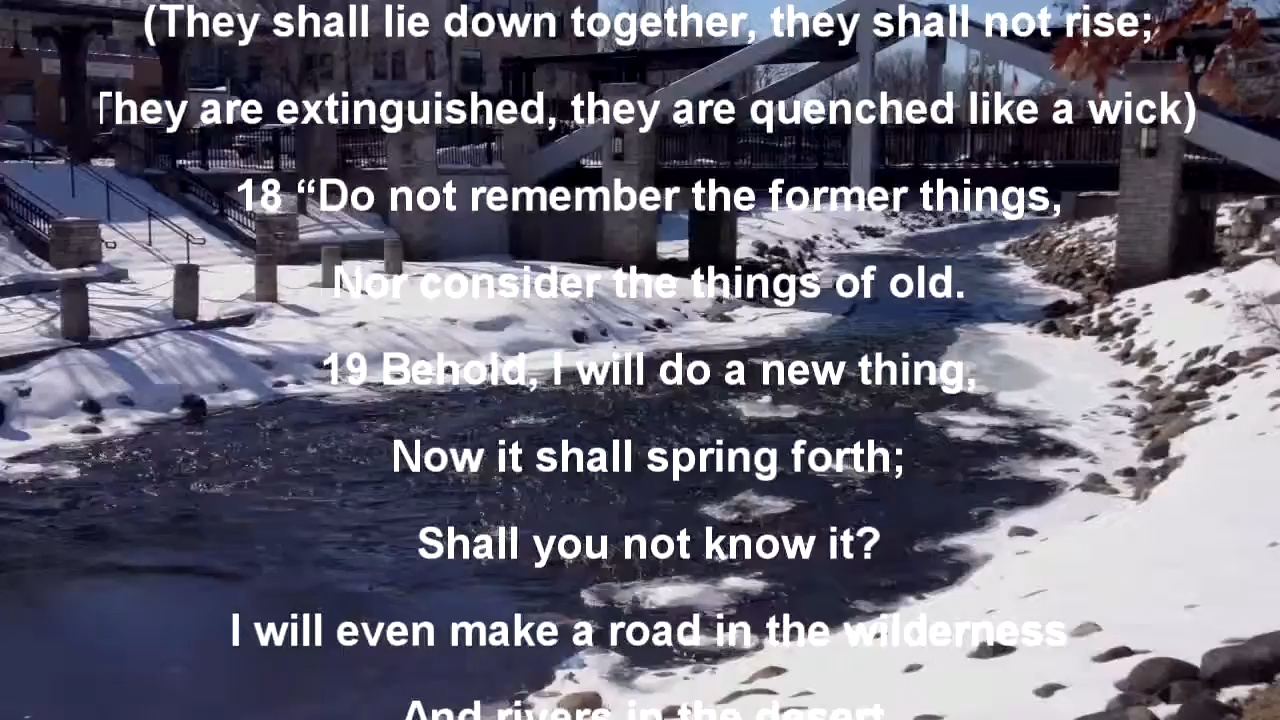 (They shall lie down together, they shall not rise;
They are extinguished, they are quenched like a wick)
18 “Do not remember the former things,
Nor consider the things of old.
19 Behold, I will do a new thing,
Now it shall spring forth;
Shall you not know it?
I will even make a road in the wilderness
And rivers in the desert